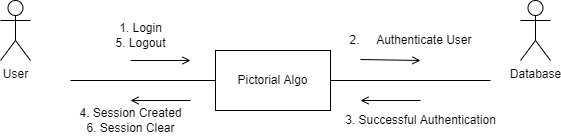 1. Login
5. Logout
2. Authenticate User
User
Pictorial Algo
Database
4. Session Created
6. Session Clear
3. Successful Authentication